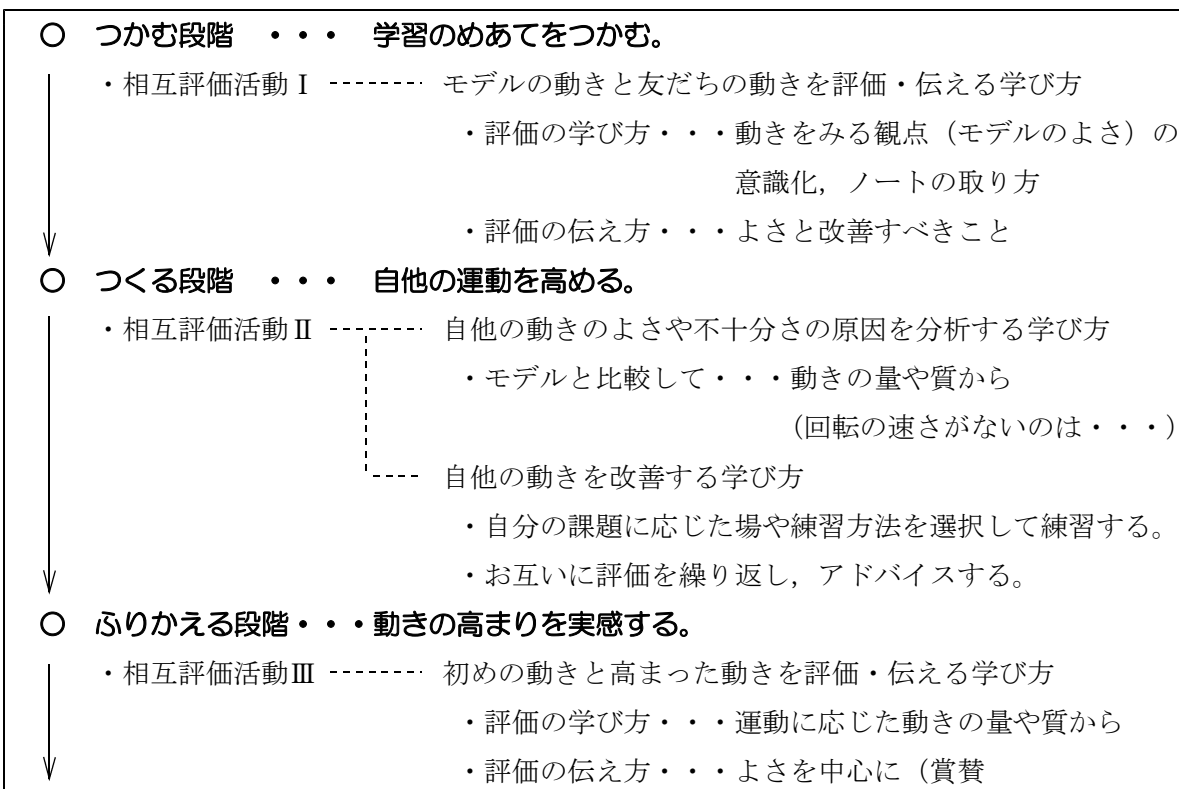 ○ つかむ段階 ・・・ 学習のめあてをつかむ。
・相互評価活動Ⅰ -------- モデルの動きと友だちの動きを評価・伝える学び方
・評価の学び方・・・動きをみる観点（モデルのよさ）の
意識化，ノートの取り方
・評価の伝え方・・・よさと改善すべきこと
○ つくる段階 ・・・ 自他の運動を高める。
・相互評価活動Ⅱ -------- 自他の動きのよさや不十分さの原因を分析する学び方
・モデルと比較して・・・動きの量や質から
（回転の速さがないのは・・・）
---- 自他の動きを改善する学び方
・自分の課題に応じた場や練習方法を選択して練習する。
・お互いに評価を繰り返し，アドバイスする。
○ ふりかえる段階・・・動きの高まりを実感する。
・相互評価活動Ⅲ -------- 初めの動きと高まった動きを評価・伝える学び方
・評価の学び方・・・運動に応じた動きの量や質から
・評価の伝え方・・・よさを中心に（賞賛